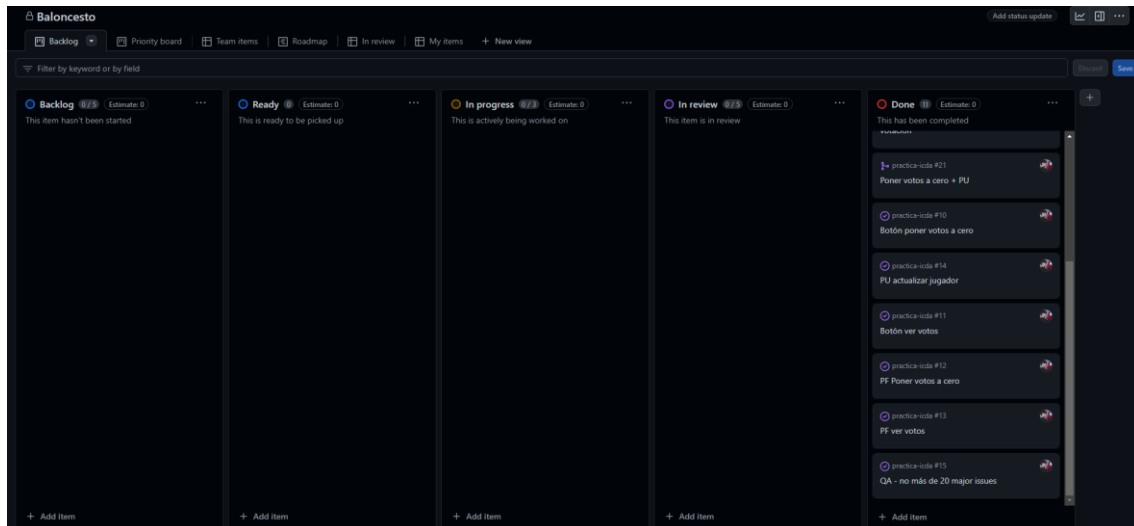 Baloncesto
Add status update
Backlog
Priority board
Team items
Roadmap
In review
My items
+ New view
Filter by keyword or by field
Discard
Save
Backlog 0 / 5 Estimate: 0
This item hasn't been started
+ Add item
Ready 0 Estimate: 0
This is ready to be picked up
+ Add item
In progress 0 / 3 Estimate: 0
This is actively being worked on
+ Add item
In review 0 / 5 Estimate: 0
This item is in review
+ Add item
Done 11 Estimate: 0
This has been completed
votación
practica-icda #21
Poner votos a cero + PU
practica-icda #10
Botón poner votos a cero
practica-icda #14
PU actualizar jugador
practica-icda #11
Botón ver votos
practica-icda #12
PF Poner votos a cero
practica-icda #13
PF ver votos
practica-icda #15
QA - no más de 20 major issues
+ Add item